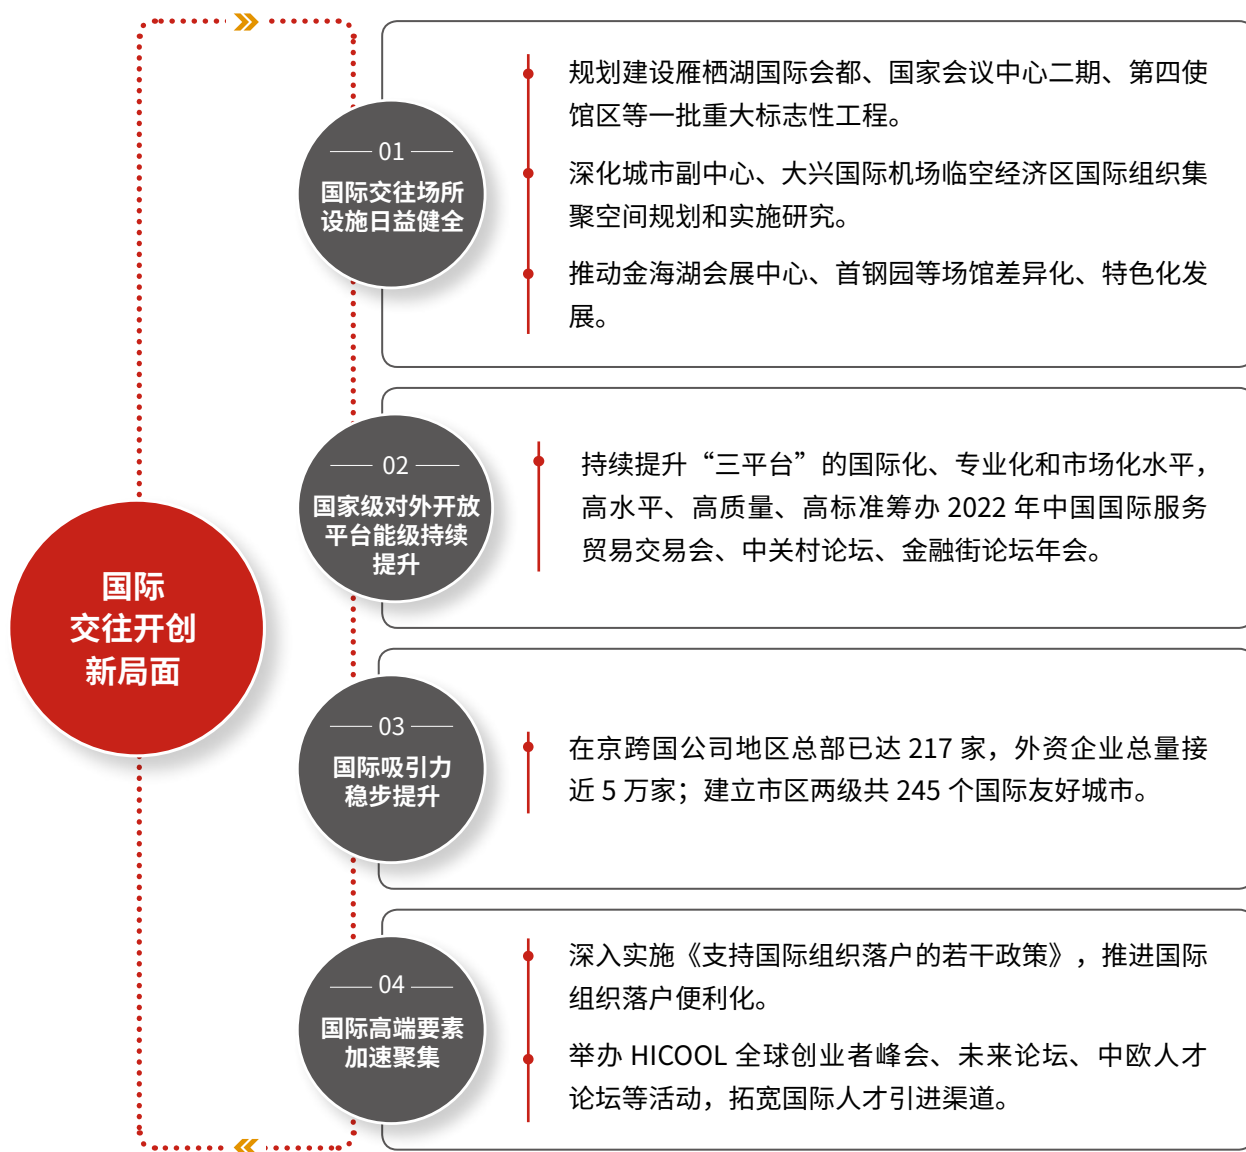 国际
交往开创
新局面
01
国际交往场所
设施日益健全
规划建设雁栖湖国际会都、国家会议中心二期、第四使
馆区等一批重大标志性工程。
深化城市副中心、大兴国际机场临空经济区国际组织集
聚空间规划和实施研究。
推动金海湖会展中心、首钢园等场馆差异化、特色化发
展。
02
国家级对外开放
平台能级持续
提升
持续提升“三平台”的国际化、专业化和市场化水平，
高水平、高质量、高标准筹办 2022 年中国国际服务
贸易交易会、中关村论坛、金融街论坛年会。
03
国际吸引力
稳步提升
在京跨国公司地区总部已达 217 家，外资企业总量接
近 5 万家；建立市区两级共 245 个国际友好城市。
04
国际高端要素
加速聚集
深入实施《支持国际组织落户的若干政策》，推进国际
组织落户便利化。
举办 HICOOL 全球创业者峰会、未来论坛、中欧人才
论坛等活动，拓宽国际人才引进渠道。